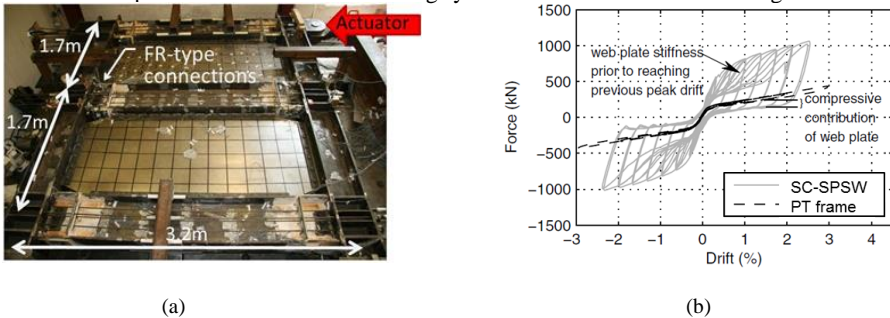 Actuator
1.7m
FR-type
connections
1.7m
3.2m
(a)
1500
1000
500
0
−500
−1000
−1500
Force (kN)
web plate stiffness
prior to reaching
previous peak drift
compressive
contribution
of web plate
SC-SPSW
PT frame
−3
−2
−1
0
1
2
3
4
Drift (%)
(b)